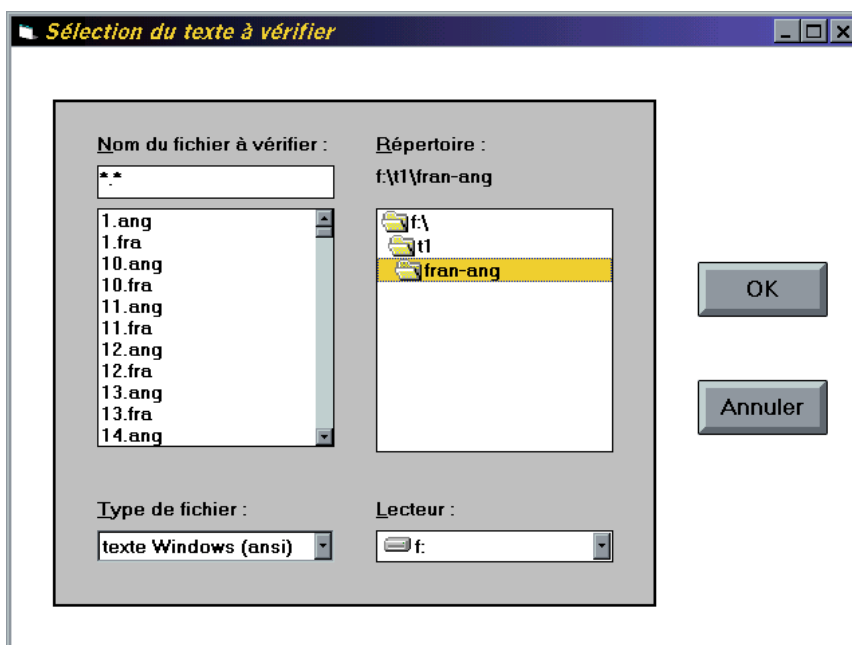 Sélection du texte à vérifier
Nom du fichier à vérifier :
*.*
1.ang
1.fra
10.ang
10.fra
11.ang
11.fra
12.ang
12.fra
13.ang
13.fra
14.ang
Répertoire :
f:\t1\fran-ang
f:\
t1
fran-ang
OK
Annuler
Type de fichier :
texte Windows (ansi)
Lecteur :
f: